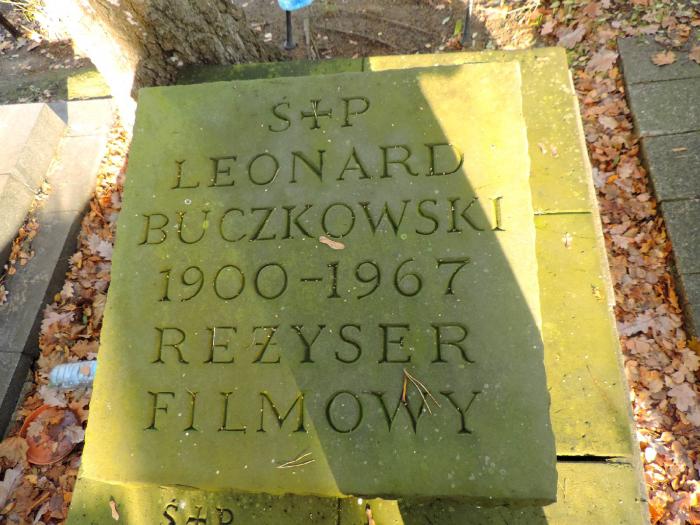 Ś✢P
LEONARD
BUCZKOWSKI
1900–1967
REŻYSER
FILMOWY
Ś✢P